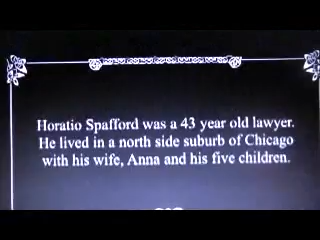 Horatio Spafford was a 43 year old lawyer.
He lived in a north side suburb of Chicago
with his wife, Anna and his five children.